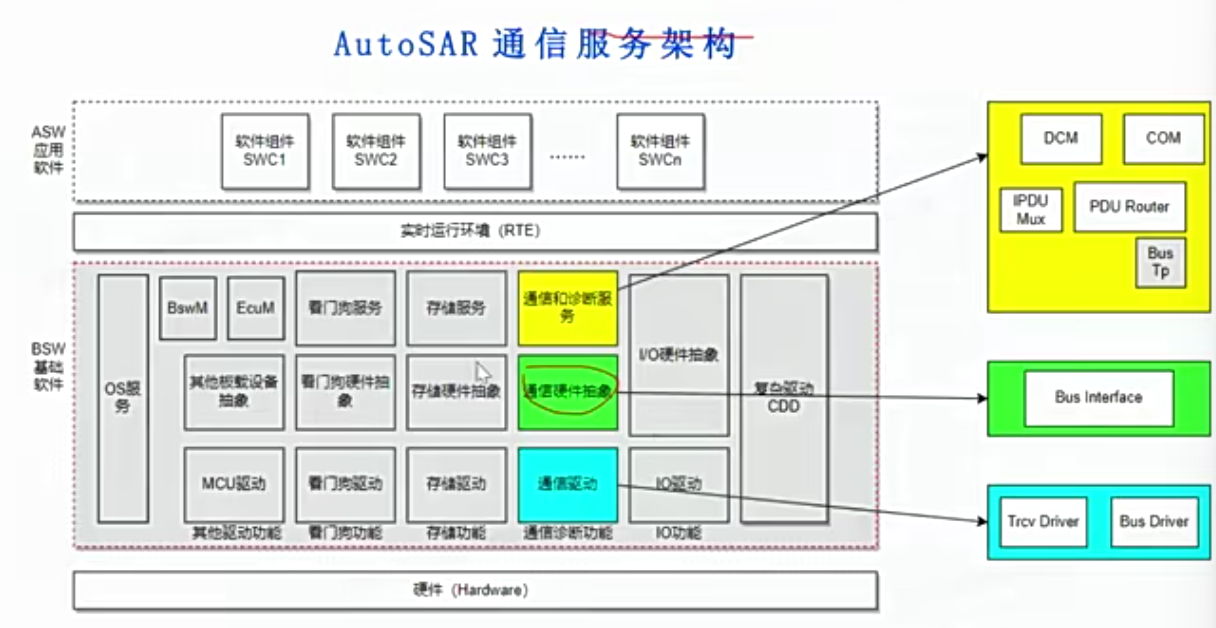 AutoSAR 通信服务架构
ASW
应用
软件
软件组件
SWC1
软件组件
SWC2
软件组件
SWC3
......
软件组件
SWCn
实时运行环境 (RTE)
BSW
基础
软件
OS服
务
BswM
EcuM
看门狗服务
存储服务
通信和诊断服
务
I/O硬件抽象
复杂驱动
CDD
其他板载设备
抽象
看门狗硬件抽
象
存储硬件抽象
通信硬件抽象
MCU驱动
看门狗驱动
存储驱动
通信驱动
IO驱动
其他驱动功能
看门狗功能
存储功能
通信诊断功能
IO功能
硬件 (Hardware)
DCM
COM
IPDU
Mux
PDU Router
Bus
Tp
Bus Interface
Trcv Driver
Bus Driver